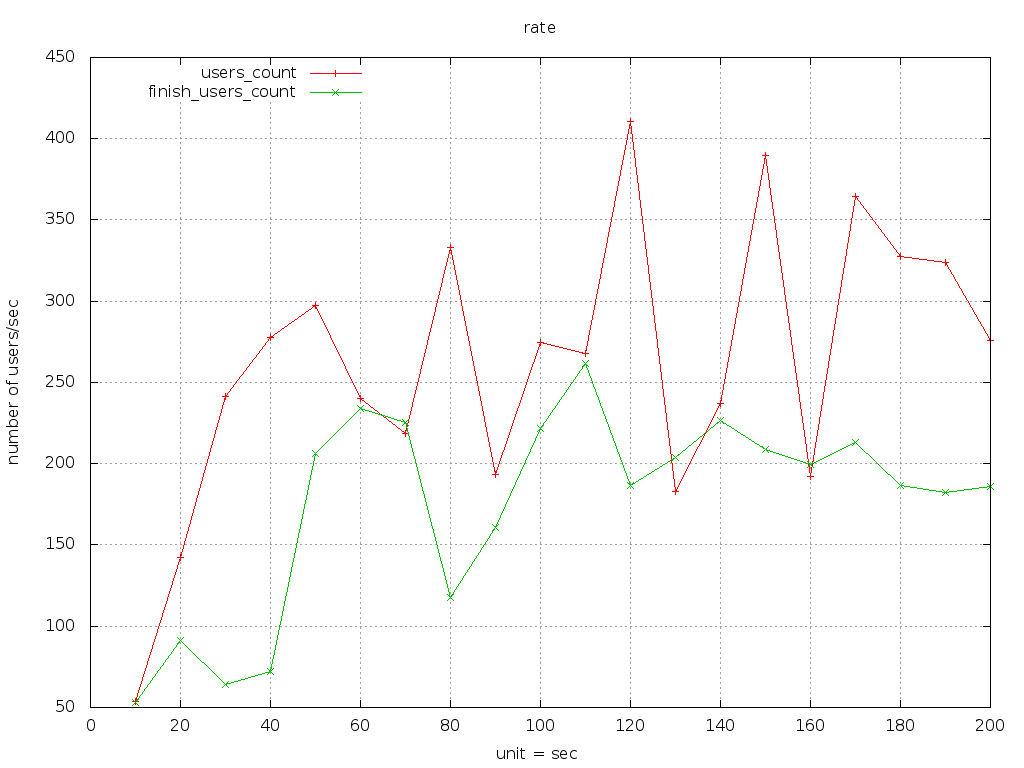 rate
450
400
350
300
250
200
150
100
50
users_count
finish_users_count
number of users/sec
0 20 40 60 80 100 120 140 160 180 200
unit = sec